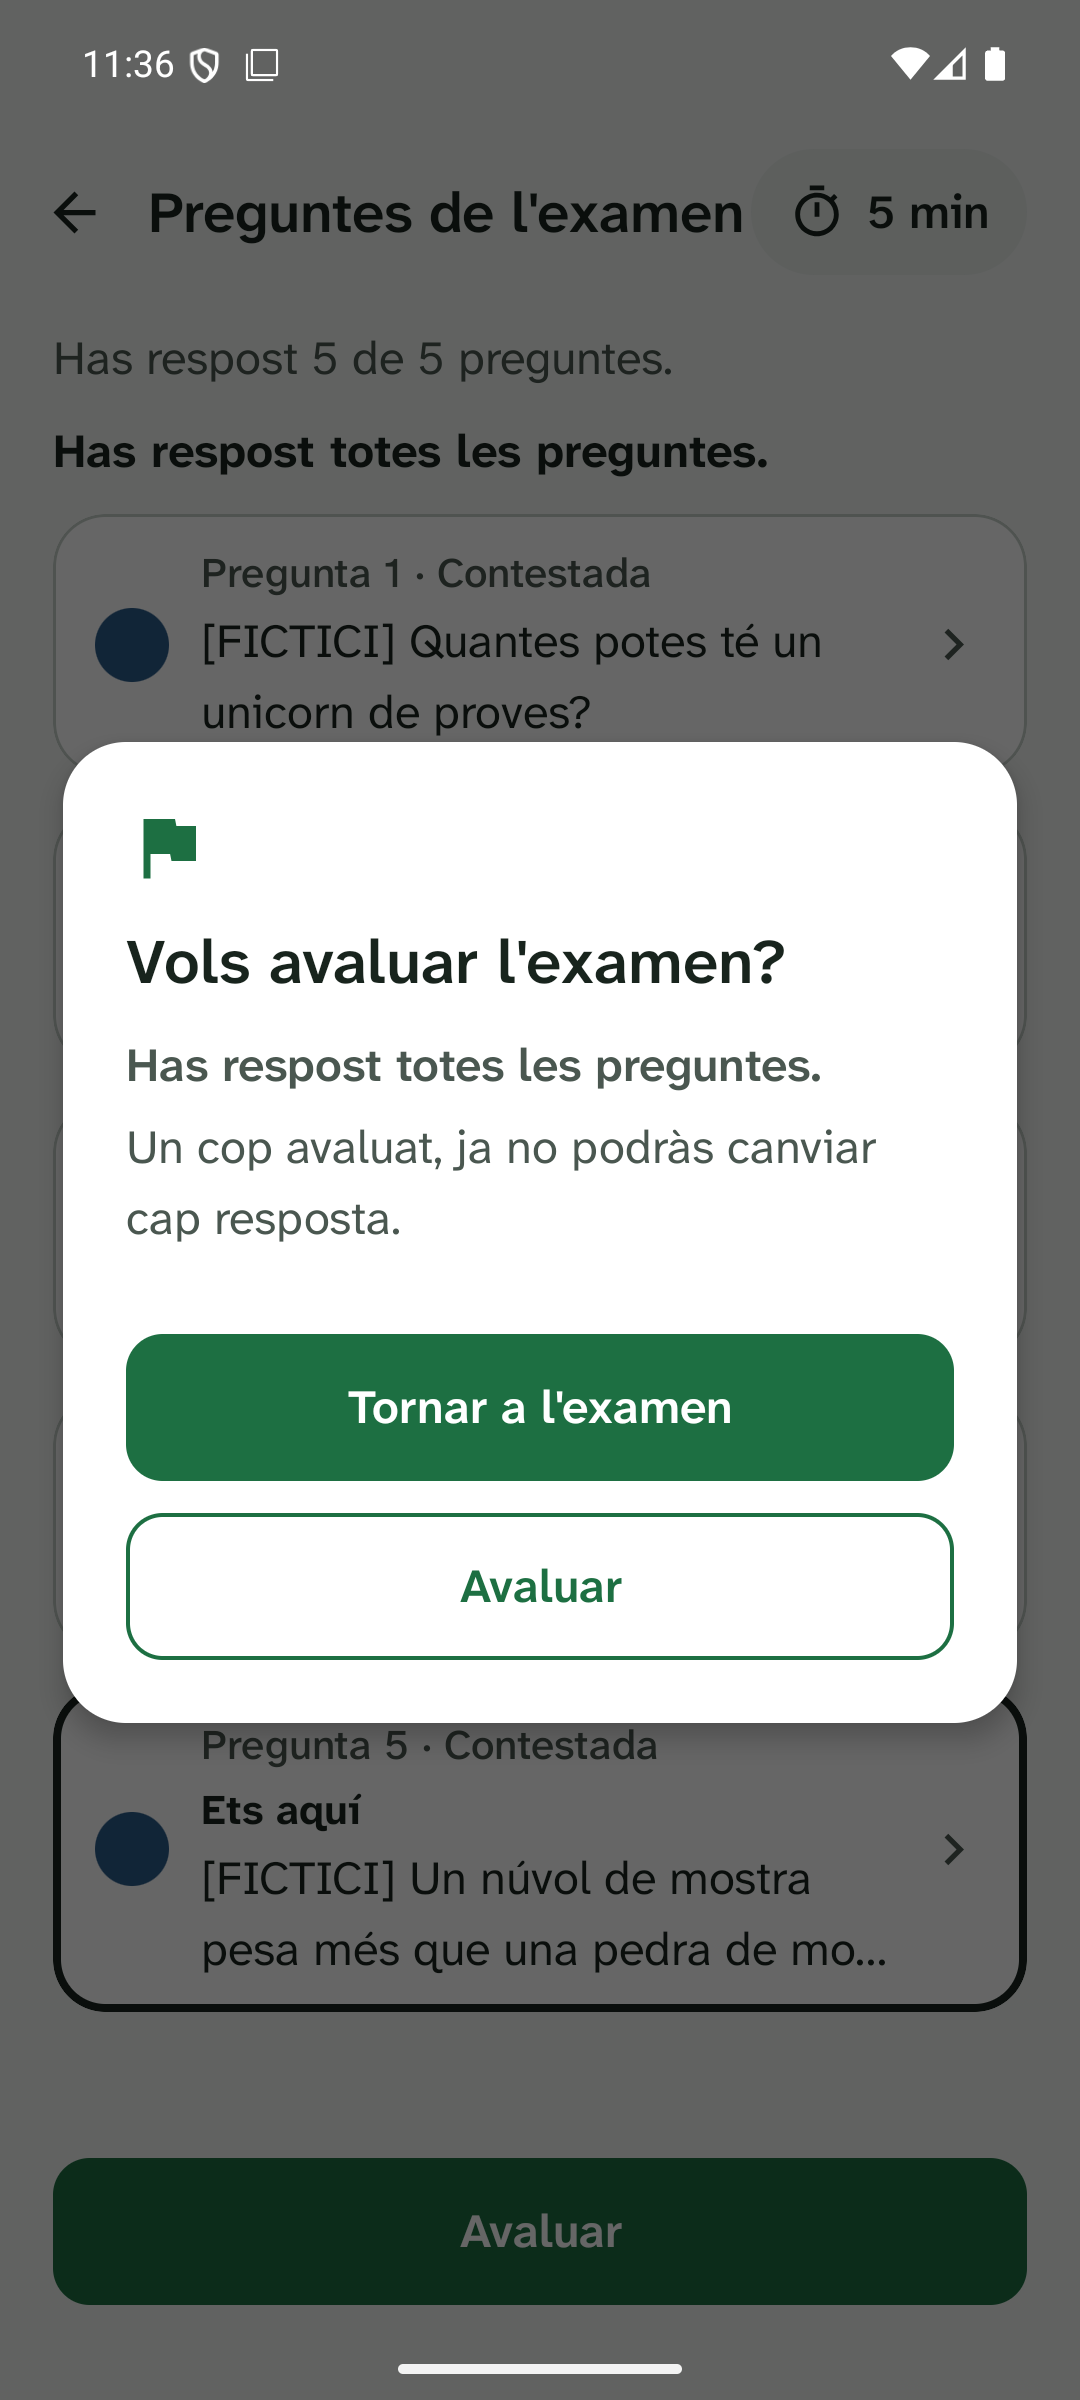 11:36
Preguntes de l'examen
5 min
Has respost 5 de 5 preguntes.
Has respost totes les preguntes.
Pregunta 1 · Contestada
[FICTICI] Quantes potes té un
unicorn de proves?
Vols avaluar l'examen?
Has respost totes les preguntes.
Un cop avaluat, ja no podràs canviar
cap resposta.
Tornar a l'examen
Avaluar
Pregunta 5 · Contestada
Ets aquí
[FICTICI] Un núvol de mostra
pesa més que una pedra de mo...
Avaluar